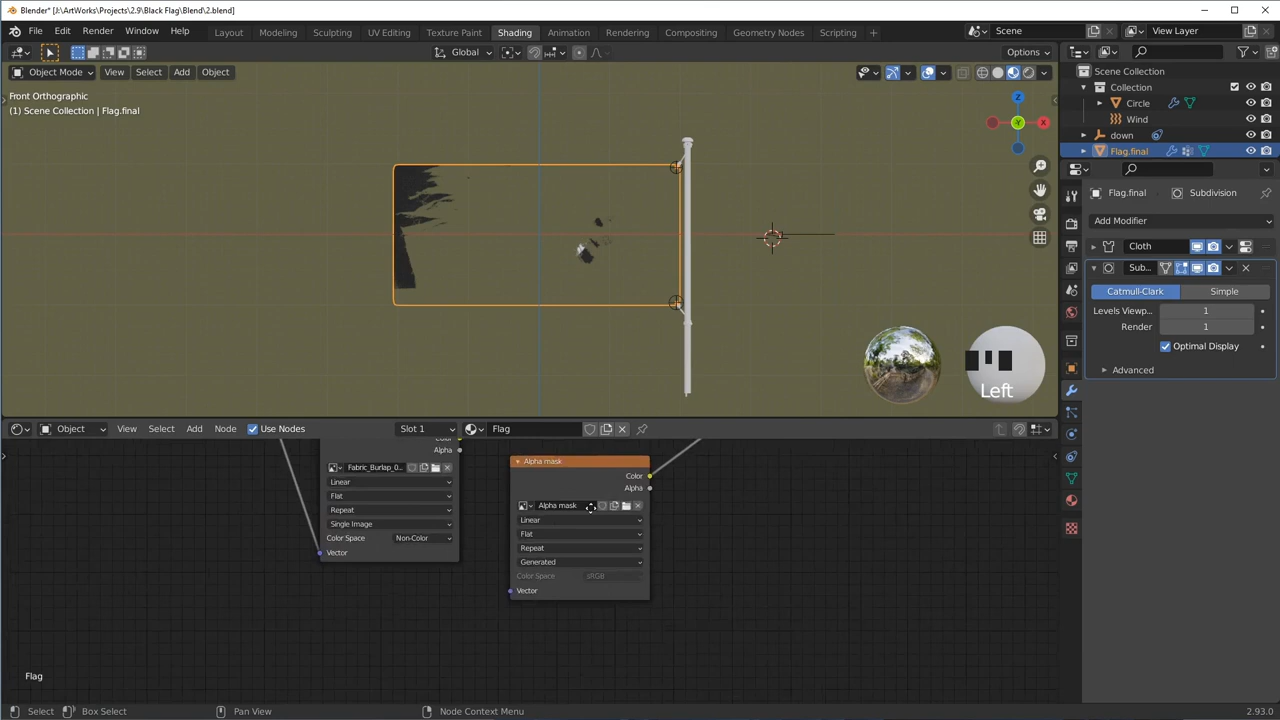 Blender* [J:\ArtWorks\Projects\2.9\Black Flag\Blend\2.blend]
File Edit Render Window Help Layout Modeling Sculpting UV Editing Texture Paint Shading Animation Rendering Compositing Geometry Nodes Scripting + Scene View Layer
Global Options
Object Mode View Select Add Object
Front Orthographic
(1) Scene Collection | Flag.final
Z
X
Y
Left
Scene Collection
Collection
Circle
Wind
down
Flag.final
Flag.final Subdivision
Add Modifier
Cloth
Sub...
Catmull-Clark Simple
Levels Viewp... 1
Render 1
Optimal Display
Advanced
Object View Select Add Node Use Nodes Slot 1 Flag
Alpha
Fabric_Burlap_0...
Linear
Flat
Repeat
Single Image
Color Space Non-Color
Vector
Alpha mask
Color
Alpha
Alpha mask
Linear
Flat
Repeat
Generated
Color Space sRGB
Vector
Flag
Select Box Select Pan View Node Context Menu 2.93.0